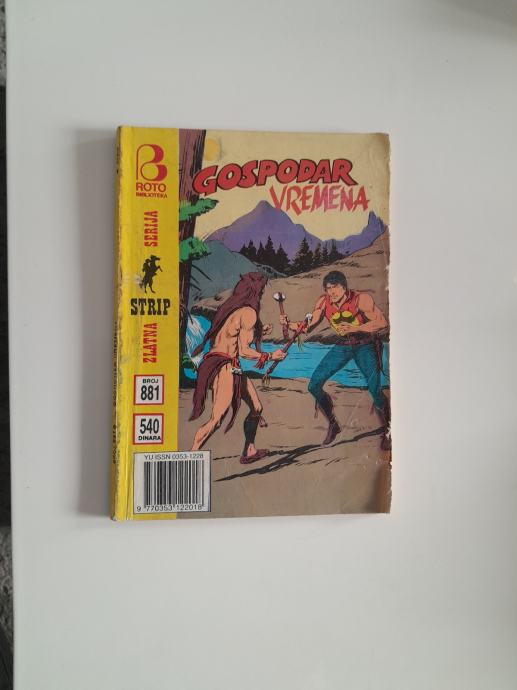 ROTO
BIBLIOTEKA
GOSPODAR
VREMENA
ZLATNA SERIJA
STRIP
BROJ
881
540
DINARA
YU ISSN 0353-1228
9 770353 122018